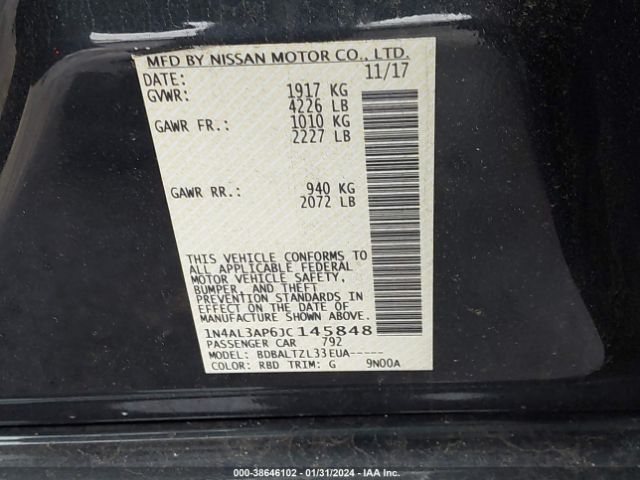 MFD BY NISSAN MOTOR CO., LTD.
DATE: 11/17
GVWR: 1917 KG
4226 LB
GAWR FR.: 1010 KG
2227 LB
GAWR RR.: 940 KG
2072 LB
THIS VEHICLE CONFORMS TO
ALL APPLICABLE FEDERAL
MOTOR VEHICLE SAFETY,
BUMPER, AND THEFT
PREVENTION STANDARDS IN
EFFECT ON THE DATE OF
MANUFACTURE SHOWN ABOVE.
1N4AL3AP6JC145848
PASSENGER CAR 792
MODEL: BDBALTZL33EUA-----
COLOR: RBD TRIM: G 9N00A
000-38646102 - 01/31/2024 - IAA Inc.